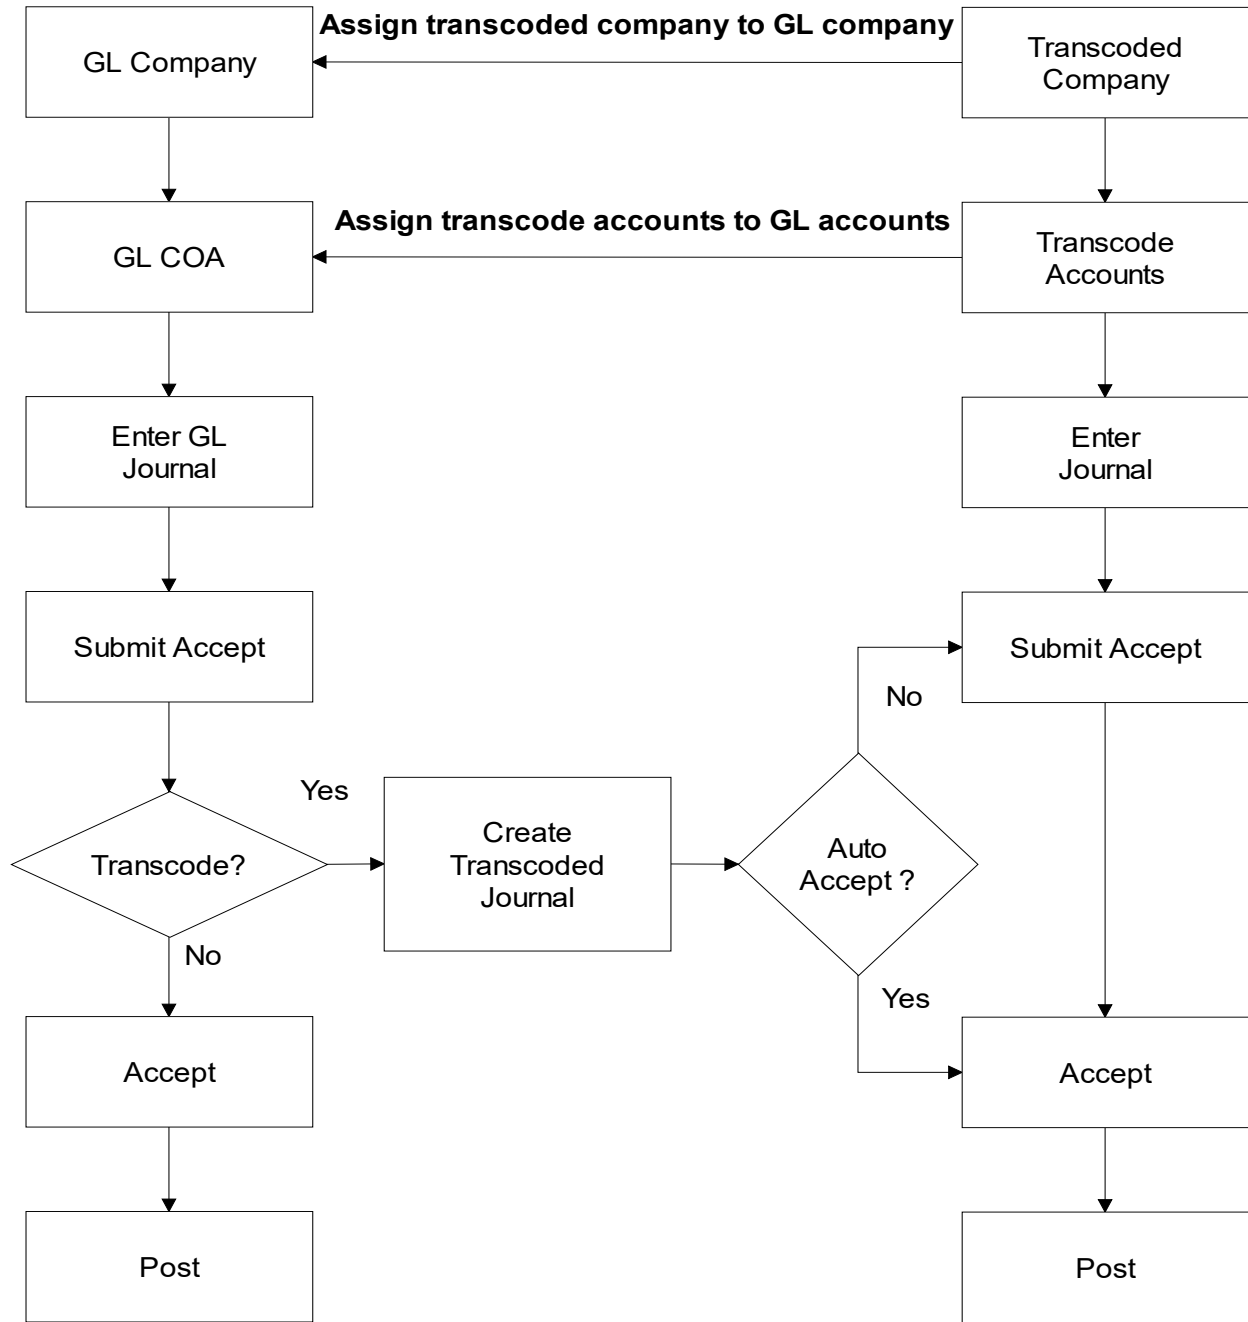 Assign transcoded company to GL company
GL Company
Transcoded
Company
Assign transcode accounts to GL accounts
GL COA
Transcode
Accounts
Enter GL
Journal
Enter
Journal
Submit Accept
Submit Accept
No
Yes
Transcode?
Create
Transcoded
Journal
Auto
Accept ?
No
Yes
Accept
Accept
Post
Post